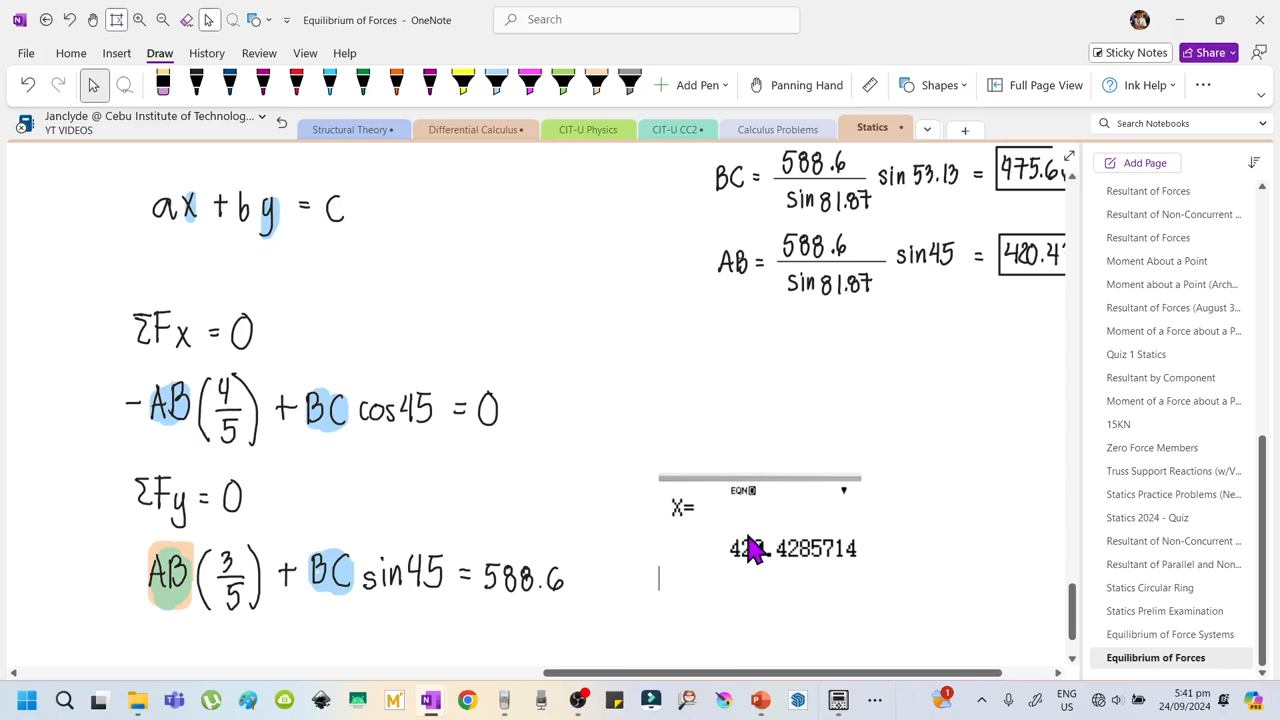 Equilibrium of Forces - OneNote
Search
File Home Insert Draw History Review View Help
Sticky Notes
Share
Add Pen
Panning Hand
Shapes
Full Page View
Ink Help
Janclyde @ Cebu Institute of Technolog...
YT VIDEOS
Structural Theory
Differential Calculus
CIT-U Physics
CIT-U CC2
Calculus Problems
Statics
Search Notebooks
Add Page
ax + by = C
ΣFx = 0
-AB(4/5) + BC cos45 = 0
ΣFy = 0
AB(3/5) + BC sin45 = 588.6
BC = 588.6 / sin 81.87 sin 53.13 = 475.6
AB = 588.6 / sin 81.87 sin45 = 420.4
EQN
X=
.4285714
Resultant of Forces
Resultant of Non-Concurrent ...
Resultant of Forces
Moment About a Point
Moment about a Point (Arch...
Resultant of Forces (August 3...
Moment of a Force about a P...
Quiz 1 Statics
Resultant by Component
Moment of a Force about a P...
15KN
Zero Force Members
Truss Support Reactions (w/V...
Statics Practice Problems (Ne...
Statics 2024 - Quiz
Equilibrium of Forces
Resultant of Parallel and Non...
Statics Circular Ring
Statics Prelim Examination
Equilibrium of Force Systems
Equilibrium of Forces
1
ENG
US
5:41 pm
24/09/2024